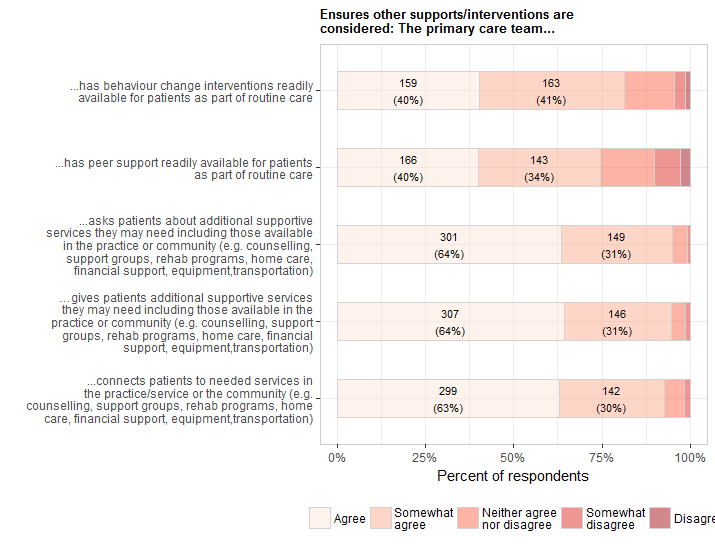 Ensures other supports/interventions are
considered: The primary care team...
...has behaviour change interventions readily
available for patients as part of routine care
159
(40%)
163
(41%)
...has peer support readily available for patients
as part of routine care
166
(40%)
143
(34%)
...asks patients about additional supportive
services they may need including those available
in the practice or community (e.g. counselling,
support groups, rehab programs, home care,
financial support, equipment,transportation)
301
(64%)
149
(31%)
...gives patients additional supportive services
they may need including those available in the
practice or community (e.g. counselling, support
groups, rehab programs, home care, financial
support, equipment,transportation)
307
(64%)
146
(31%)
...connects patients to needed services in
the practice/service or the community (e.g.
counselling, support groups, rehab programs, home
care, financial support, equipment,transportation)
299
(63%)
142
(30%)
0%
25%
50%
75%
100%
Percent of respondents
Agree
Somewhat
agree
Neither agree
nor disagree
Somewhat
disagree
Disagre